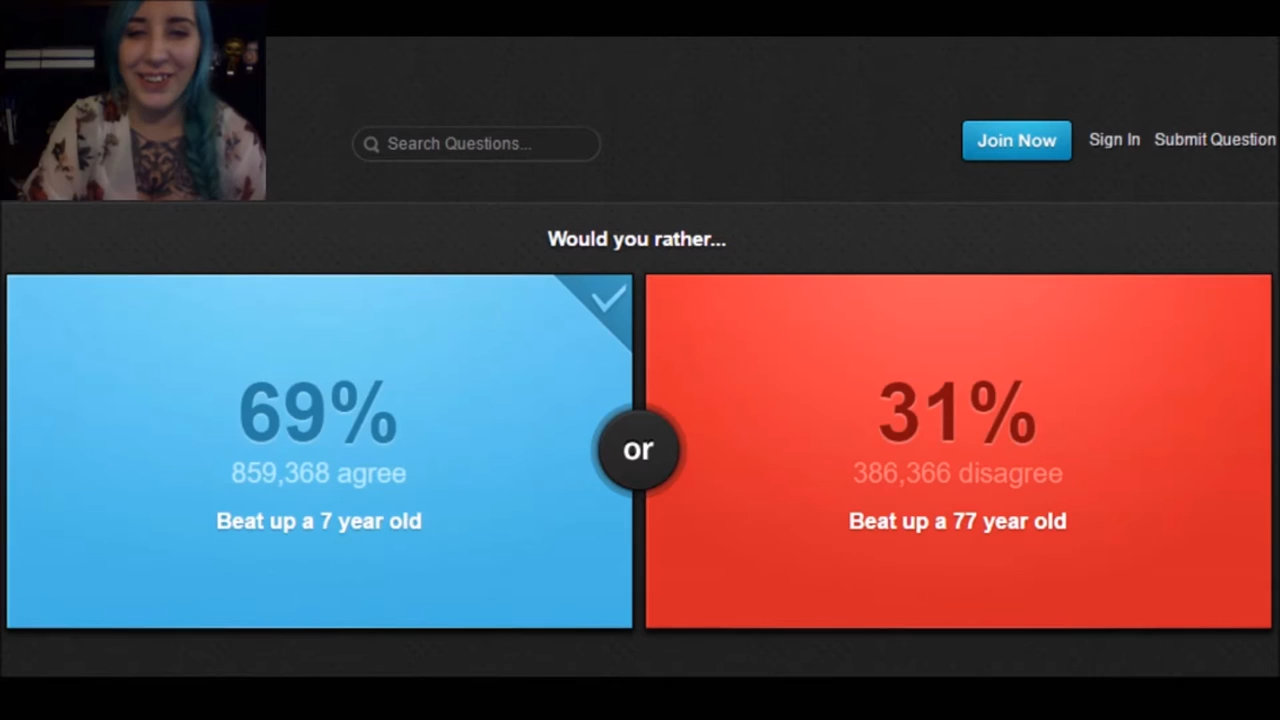 Search Questions...
Join Now
Sign In
Submit Question
Would you rather...
69%
859,368 agree
Beat up a 7 year old
or
31%
386,366 disagree
Beat up a 77 year old